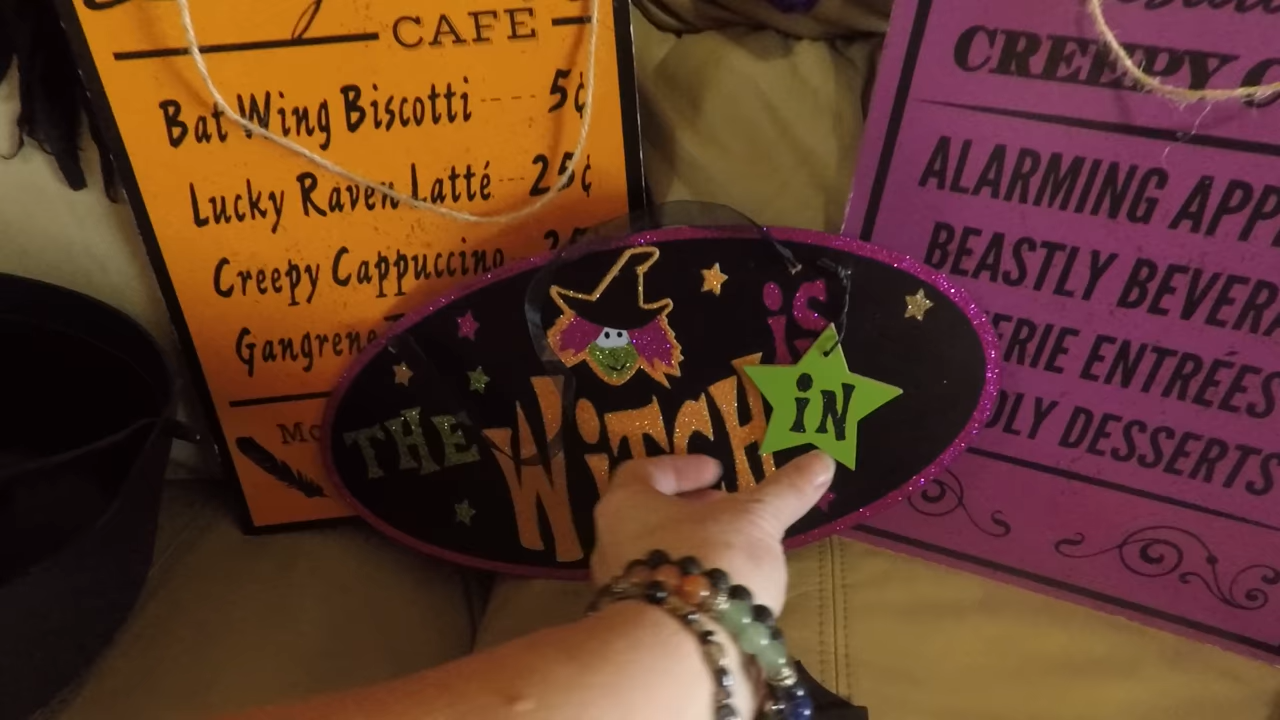 CAFE
Bat Wing Biscotti 5¢
Lucky Raven Latté 25¢
Creepy Cappuccino
Gangrene
THE WiTCH iS iN
CREEPY
ALARMING
BEASTLY
ENTRÉES
DESSERTS